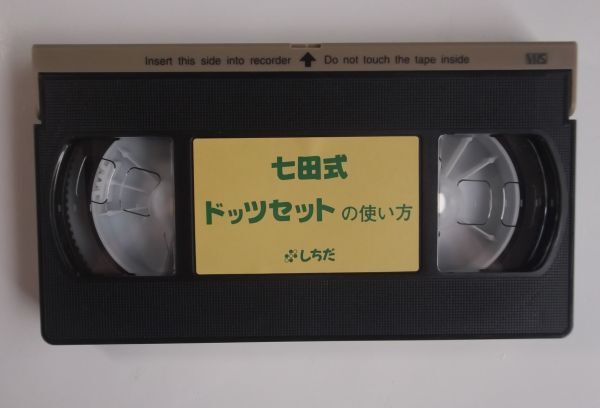 Insert this side into recorder ↑ Do not touch the tape inside VHS
七田式
ドッツセットの使い方
しちだ